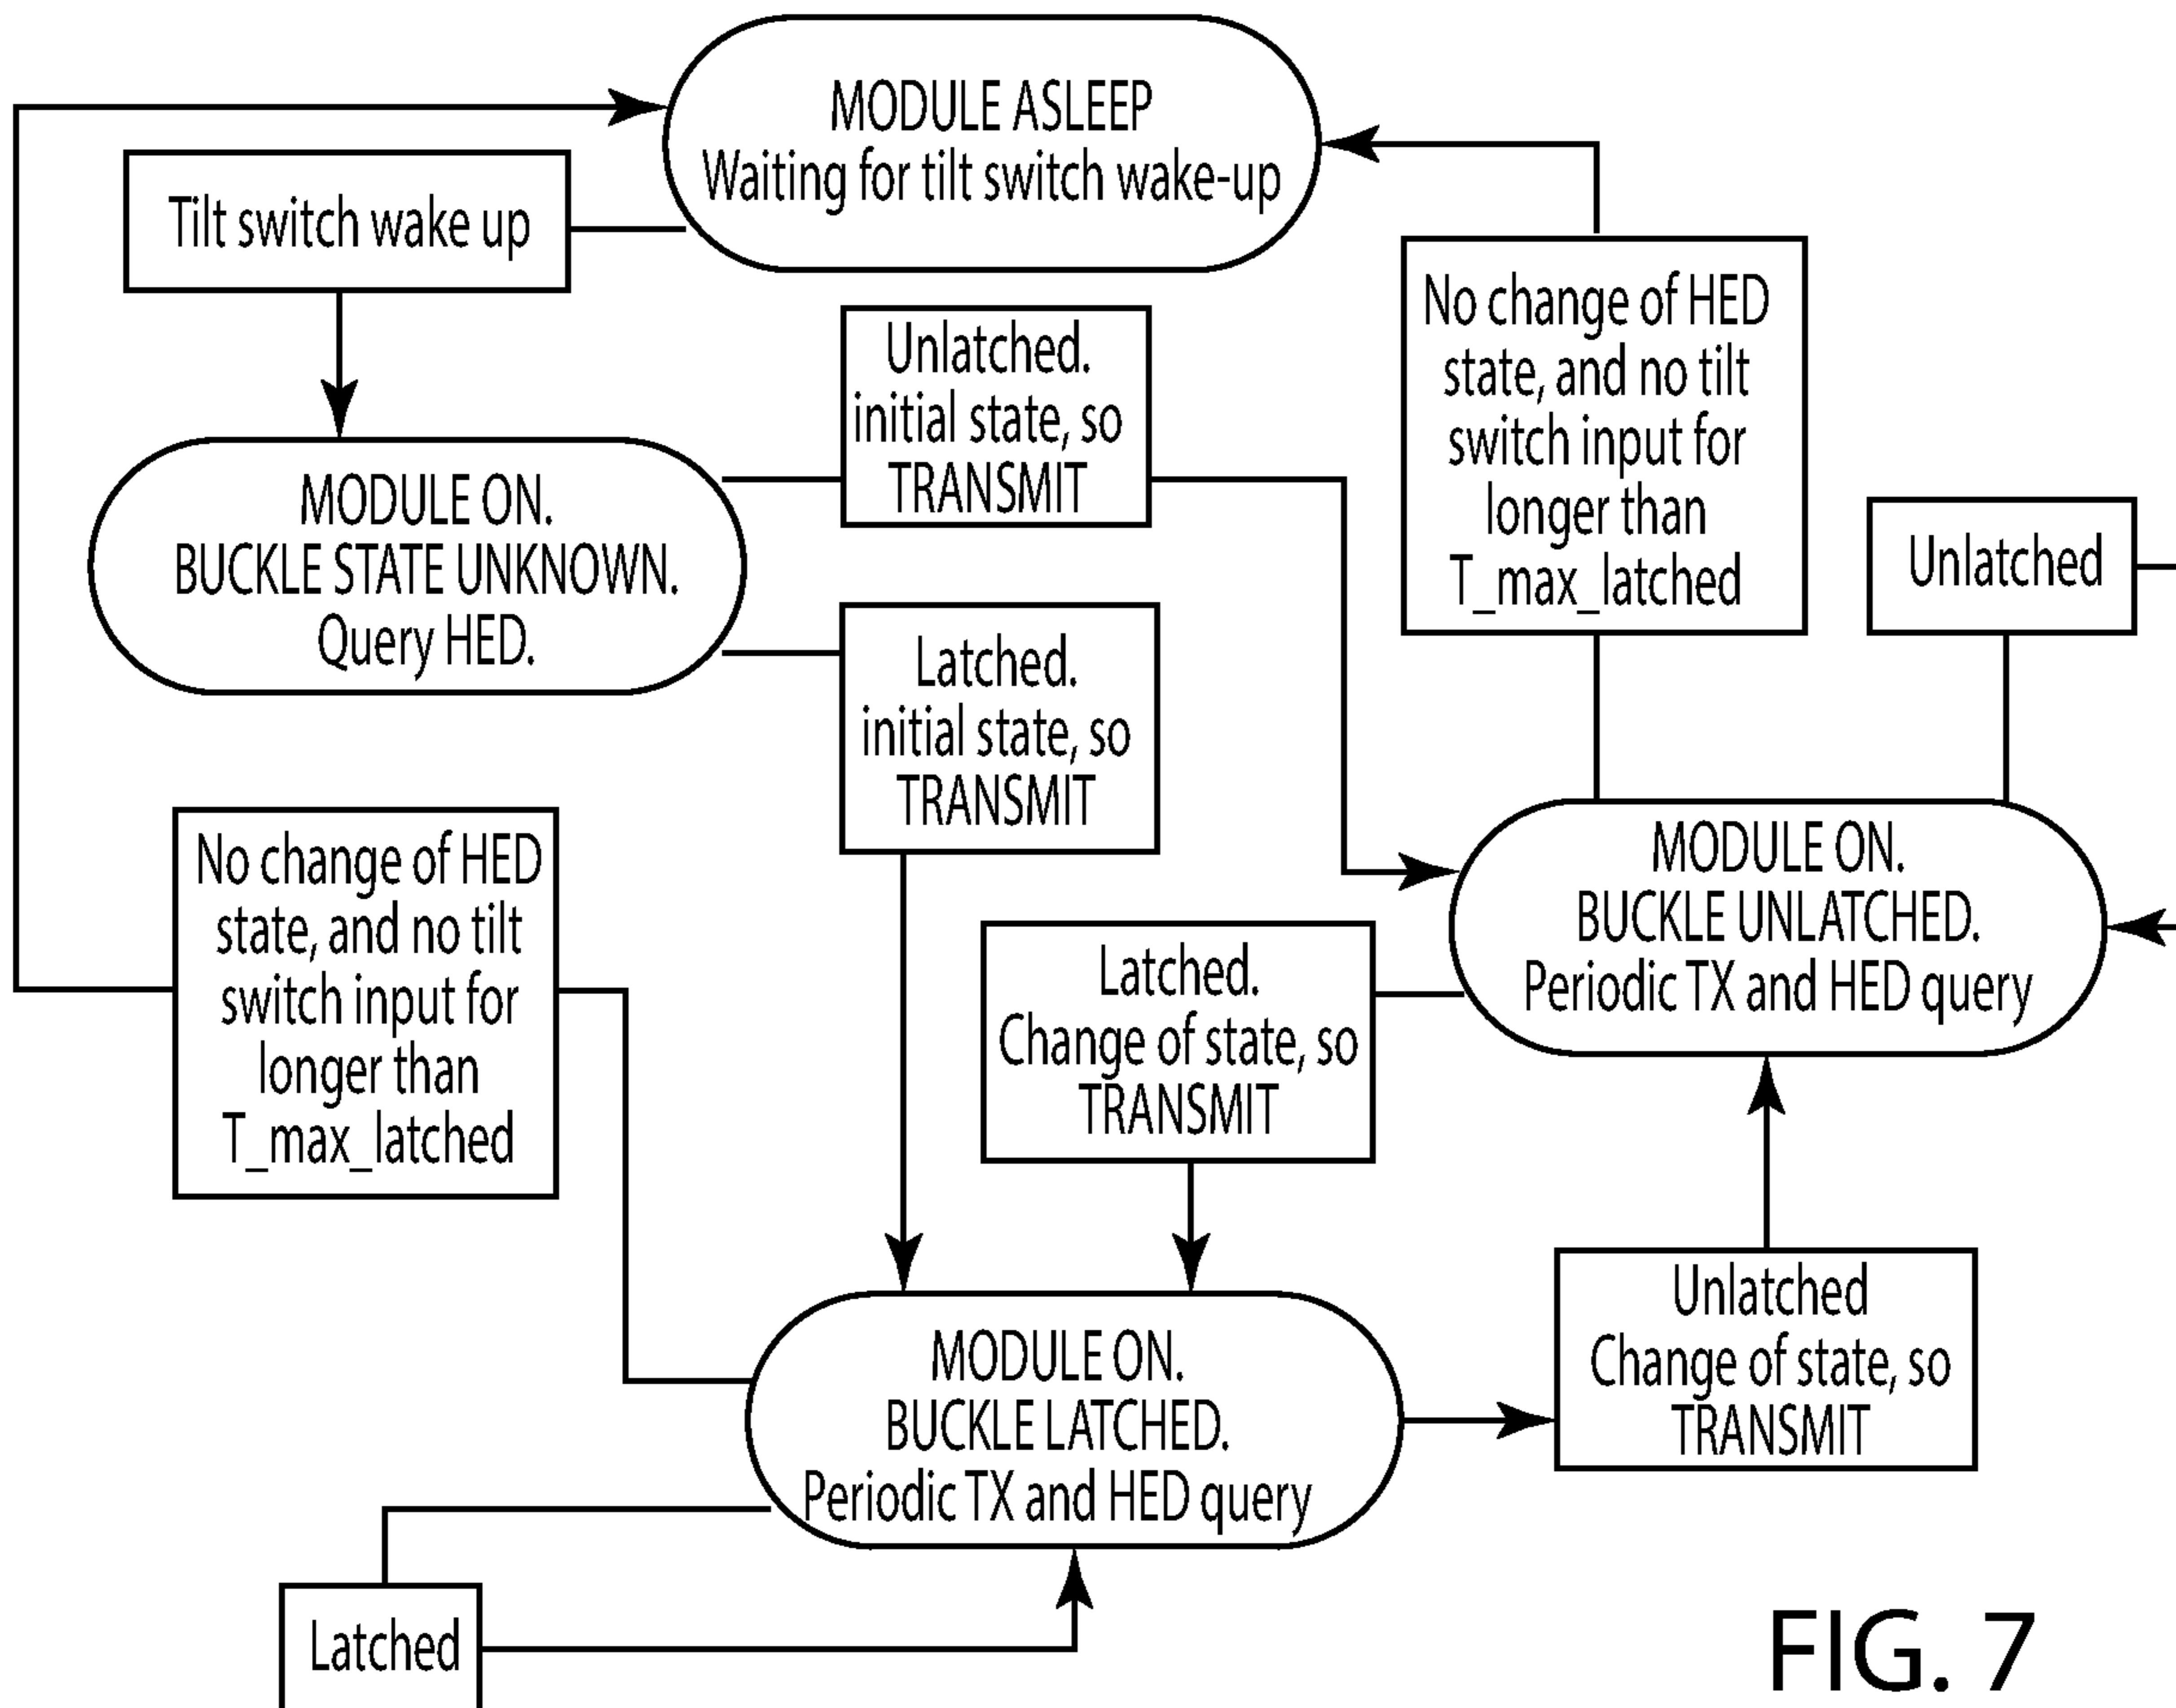 MODULE ASLEEP
Waiting for tilt switch wake-up
Tilt switch wake up
Unlatched.
initial state, so
TRANSMIT
No change of HED
state, and no tilt
switch input for
longer than
T_max_latched
Unlatched
MODULE ON.
BUCKLE STATE UNKNOWN.
Query HED.
Latched.
initial state, so
TRANSMIT
No change of HED
state, and no tilt
switch input for
longer than
T_max_latched
MODULE ON.
BUCKLE UNLATCHED.
Periodic TX and HED query
Latched.
Change of state, so
TRANSMIT
Unlatched
Change of state, so
TRANSMIT
MODULE ON.
BUCKLE LATCHED.
Periodic TX and HED query
Latched
FIG. 7